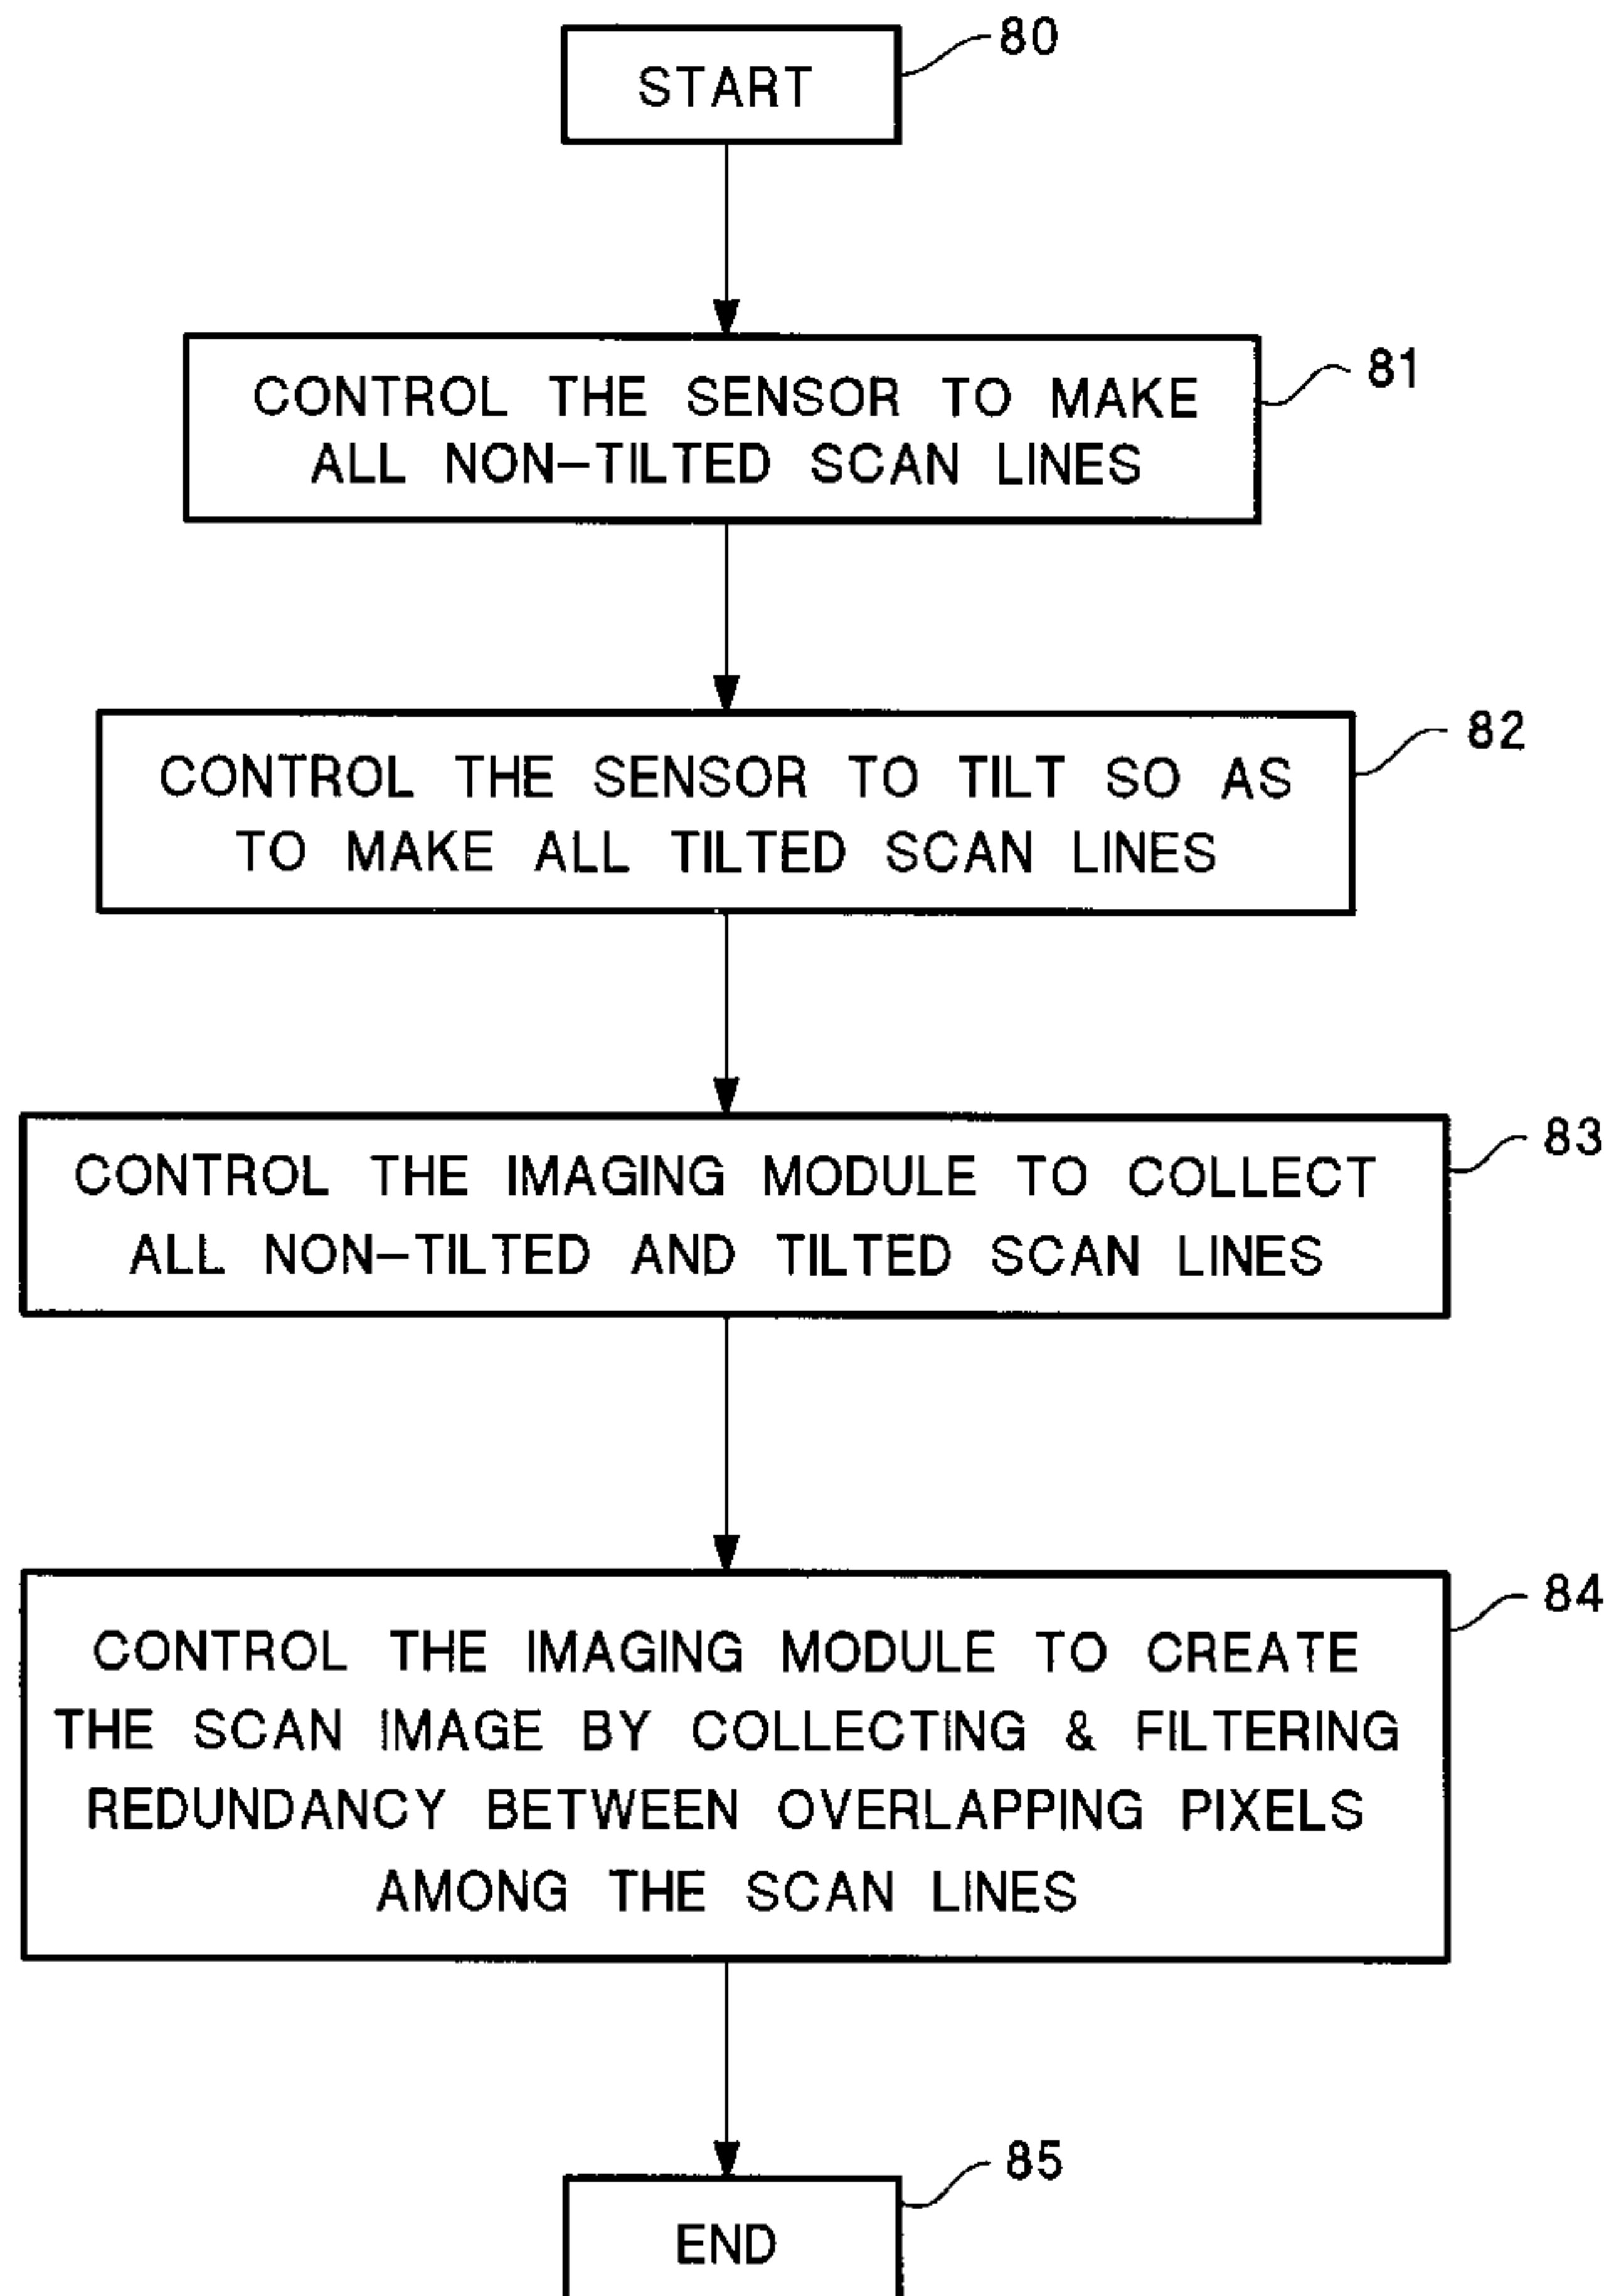 80
START
81
CONTROL THE SENSOR TO MAKE
ALL NON-TILTED SCAN LINES
82
CONTROL THE SENSOR TO TILT SO AS
TO MAKE ALL TILTED SCAN LINES
83
CONTROL THE IMAGING MODULE TO COLLECT
ALL NON-TILTED AND TILTED SCAN LINES
84
CONTROL THE IMAGING MODULE TO CREATE
THE SCAN IMAGE BY COLLECTING & FILTERING
REDUNDANCY BETWEEN OVERLAPPING PIXELS
AMONG THE SCAN LINES
85
END